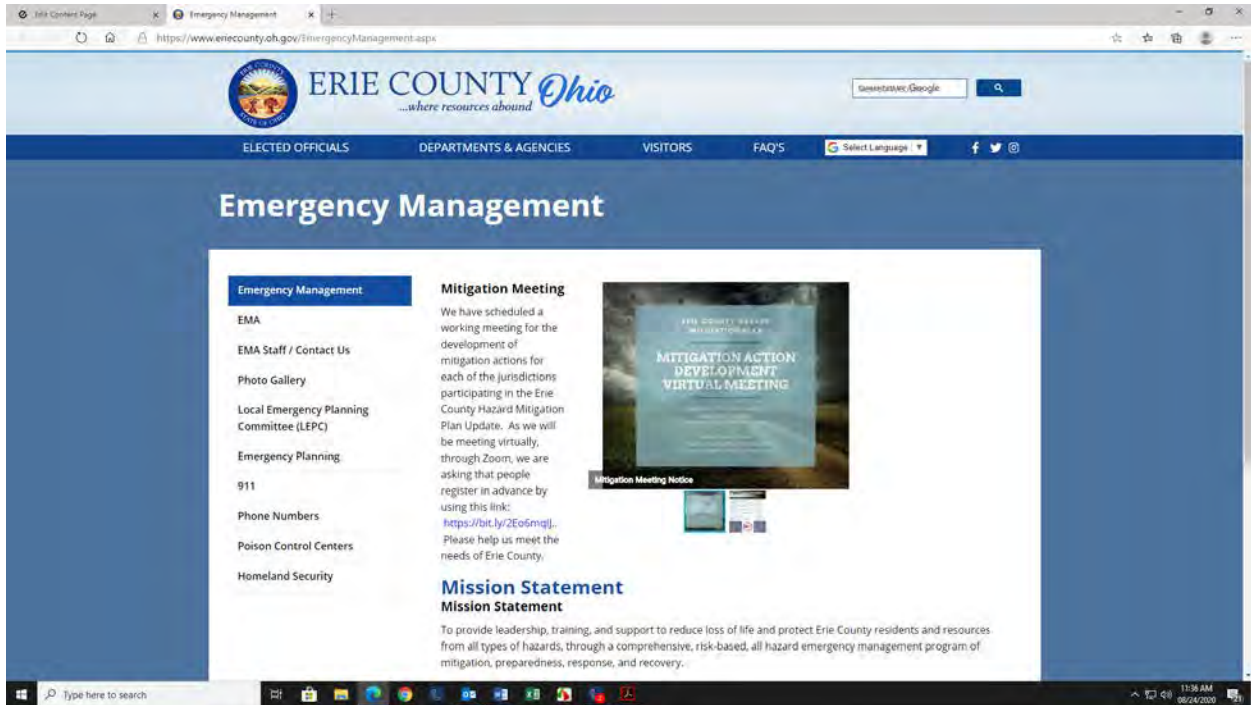 Edit Content Page
Emergency Management
https://www.eriecounty.oh.gov/EmergencyManagement.aspx
ERIE COUNTY Ohio
...where resources abound
ELECTED OFFICIALS
DEPARTMENTS & AGENCIES
VISITORS
FAQ'S
Select Language
Emergency Management
Emergency Management
EMA
EMA Staff / Contact Us
Photo Gallery
Local Emergency Planning
Committee (LEPC)
Emergency Planning
911
Phone Numbers
Poison Control Centers
Homeland Security
Mitigation Meeting
We have scheduled a
working meeting for the
development of
mitigation actions for
each of the jurisdictions
participating in the Erie
County Hazard Mitigation
Plan Update. As we will
be meeting virtually,
through Zoom, we are
asking that people
register in advance by
using this link:
https://bit.ly/2Eo6mqIJ..
Please help us meet the
needs of Erie County.
ERIE COUNTY HAZARD
MITIGATION PLAN
MITIGATION ACTION
DEVELOPMENT
VIRTUAL MEETING
Mitigation Meeting Notice
Mission Statement
Mission Statement
To provide leadership, training, and support to reduce loss of life and protect Erie County residents and resources
from all types of hazards, through a comprehensive, risk-based, all hazard emergency management program of
mitigation, preparedness, response, and recovery.
Type here to search
11:36 AM
08/24/2020